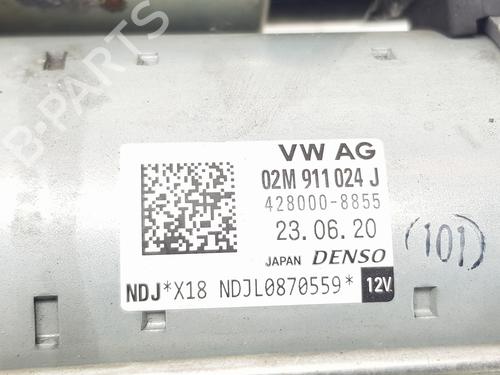 B-PARTS
VW AG
02M 911 024 J
428000-8855
23.06.20
JAPAN DENSO
NDJ*X18 NDJL0870559* 12V
(101)